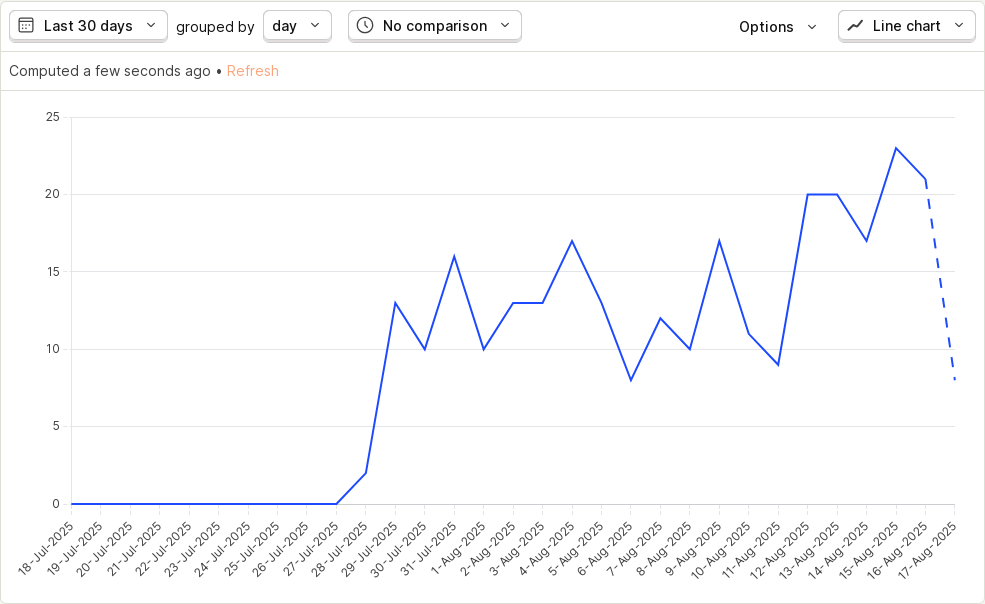 Last 30 days grouped by day No comparison Options Line chart
Computed a few seconds ago • Refresh
25
20
15
10
5
0
18-Jul-2025
19-Jul-2025
20-Jul-2025
21-Jul-2025
22-Jul-2025
23-Jul-2025
24-Jul-2025
25-Jul-2025
26-Jul-2025
27-Jul-2025
28-Jul-2025
29-Jul-2025
30-Jul-2025
31-Jul-2025
1-Aug-2025
2-Aug-2025
3-Aug-2025
4-Aug-2025
5-Aug-2025
6-Aug-2025
7-Aug-2025
8-Aug-2025
9-Aug-2025
10-Aug-2025
11-Aug-2025
12-Aug-2025
13-Aug-2025
14-Aug-2025
15-Aug-2025
16-Aug-2025
17-Aug-2025